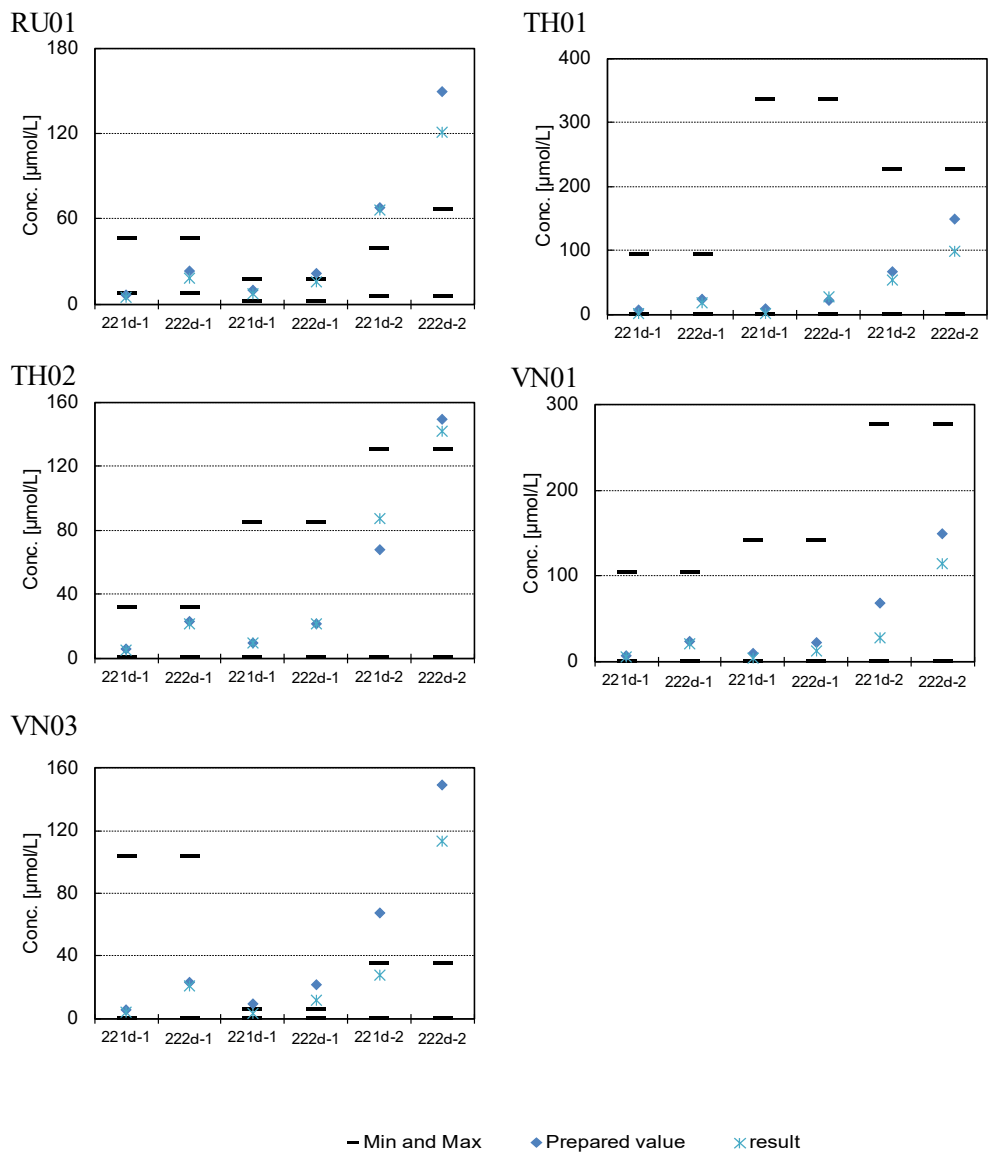 RU01
180
120
60
0
Conc. [µmol/L]
221d-1 222d-1 221d-1 222d-1 221d-2 222d-2
TH01
400
300
200
100
0
Conc. [µmol/L]
221d-1 222d-1 221d-1 222d-1 221d-2 222d-2
TH02
160
120
80
40
0
Conc. [µmol/L]
221d-1 222d-1 221d-1 222d-1 221d-2 222d-2
VN01
300
200
100
0
Conc. [µmol/L]
221d-1 222d-1 221d-1 222d-1 221d-2 222d-2
VN03
160
120
80
40
0
Conc. [µmol/L]
221d-1 222d-1 221d-1 222d-1 221d-2 222d-2
Min and Max Prepared value result